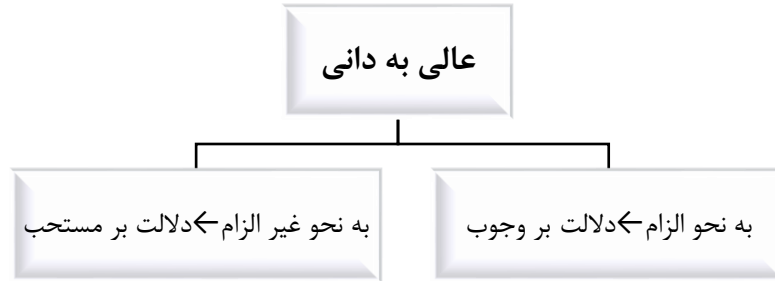 عالی به دانی
به نحو الزام←دلالت بر وجوب
به نحو غیر الزام←دلالت بر مستحب